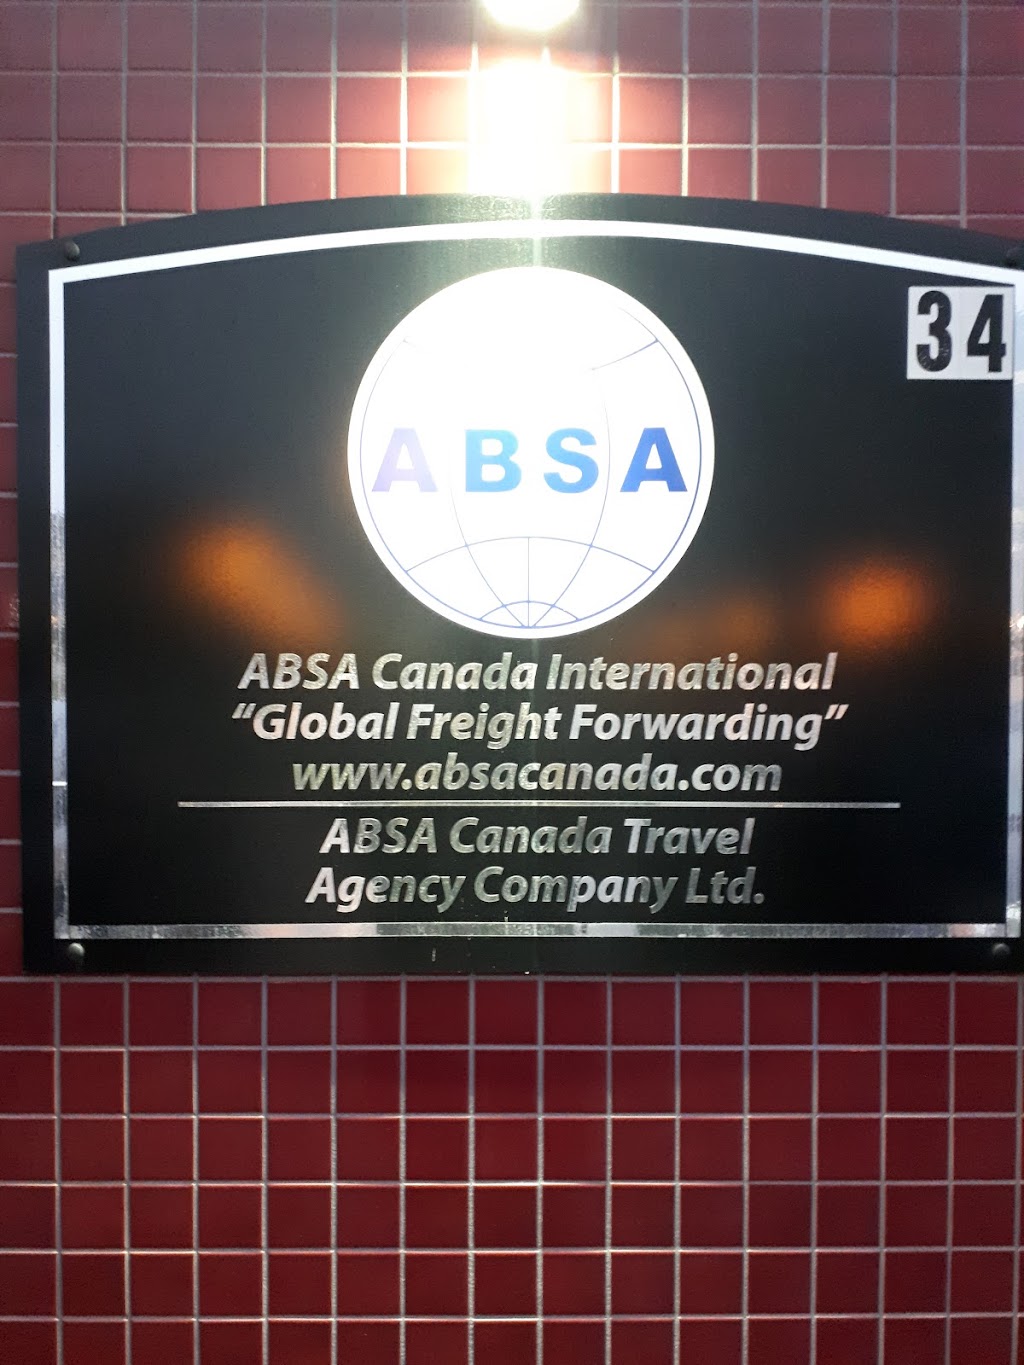 34
ABSA
ABSA Canada International
“Global Freight Forwarding”
www.absacanada.com
ABSA Canada Travel
Agency Company Ltd.